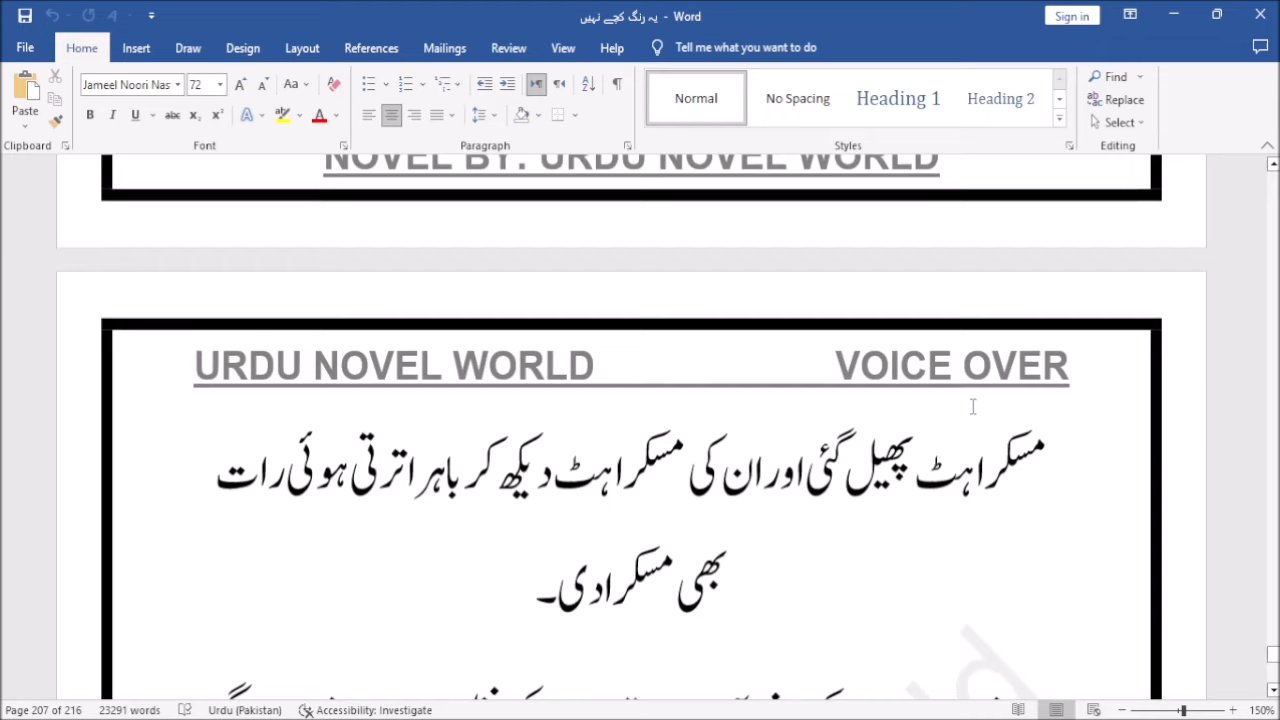 یہ رنگ کچے نہیں - Word
Sign in
File Home Insert Draw Design Layout References Mailings Review View Help Tell me what you want to do
Paste
Jameel Noori Nas 72
Aa
Normal No Spacing Heading 1 Heading 2
Find
Replace
Select
Clipboard Font Paragraph Styles Editing
NOVEL BY: URDU NOVEL WORLD
URDU NOVEL WORLD VOICE OVER
مسکراہٹ پھیل گئی اور ان کی مسکراہٹ دیکھ کر باہر اترتی ہوئی رات
بھی مسکرا دی۔
Page 207 of 216 23291 words Urdu (Pakistan) Accessibility: Investigate 150%